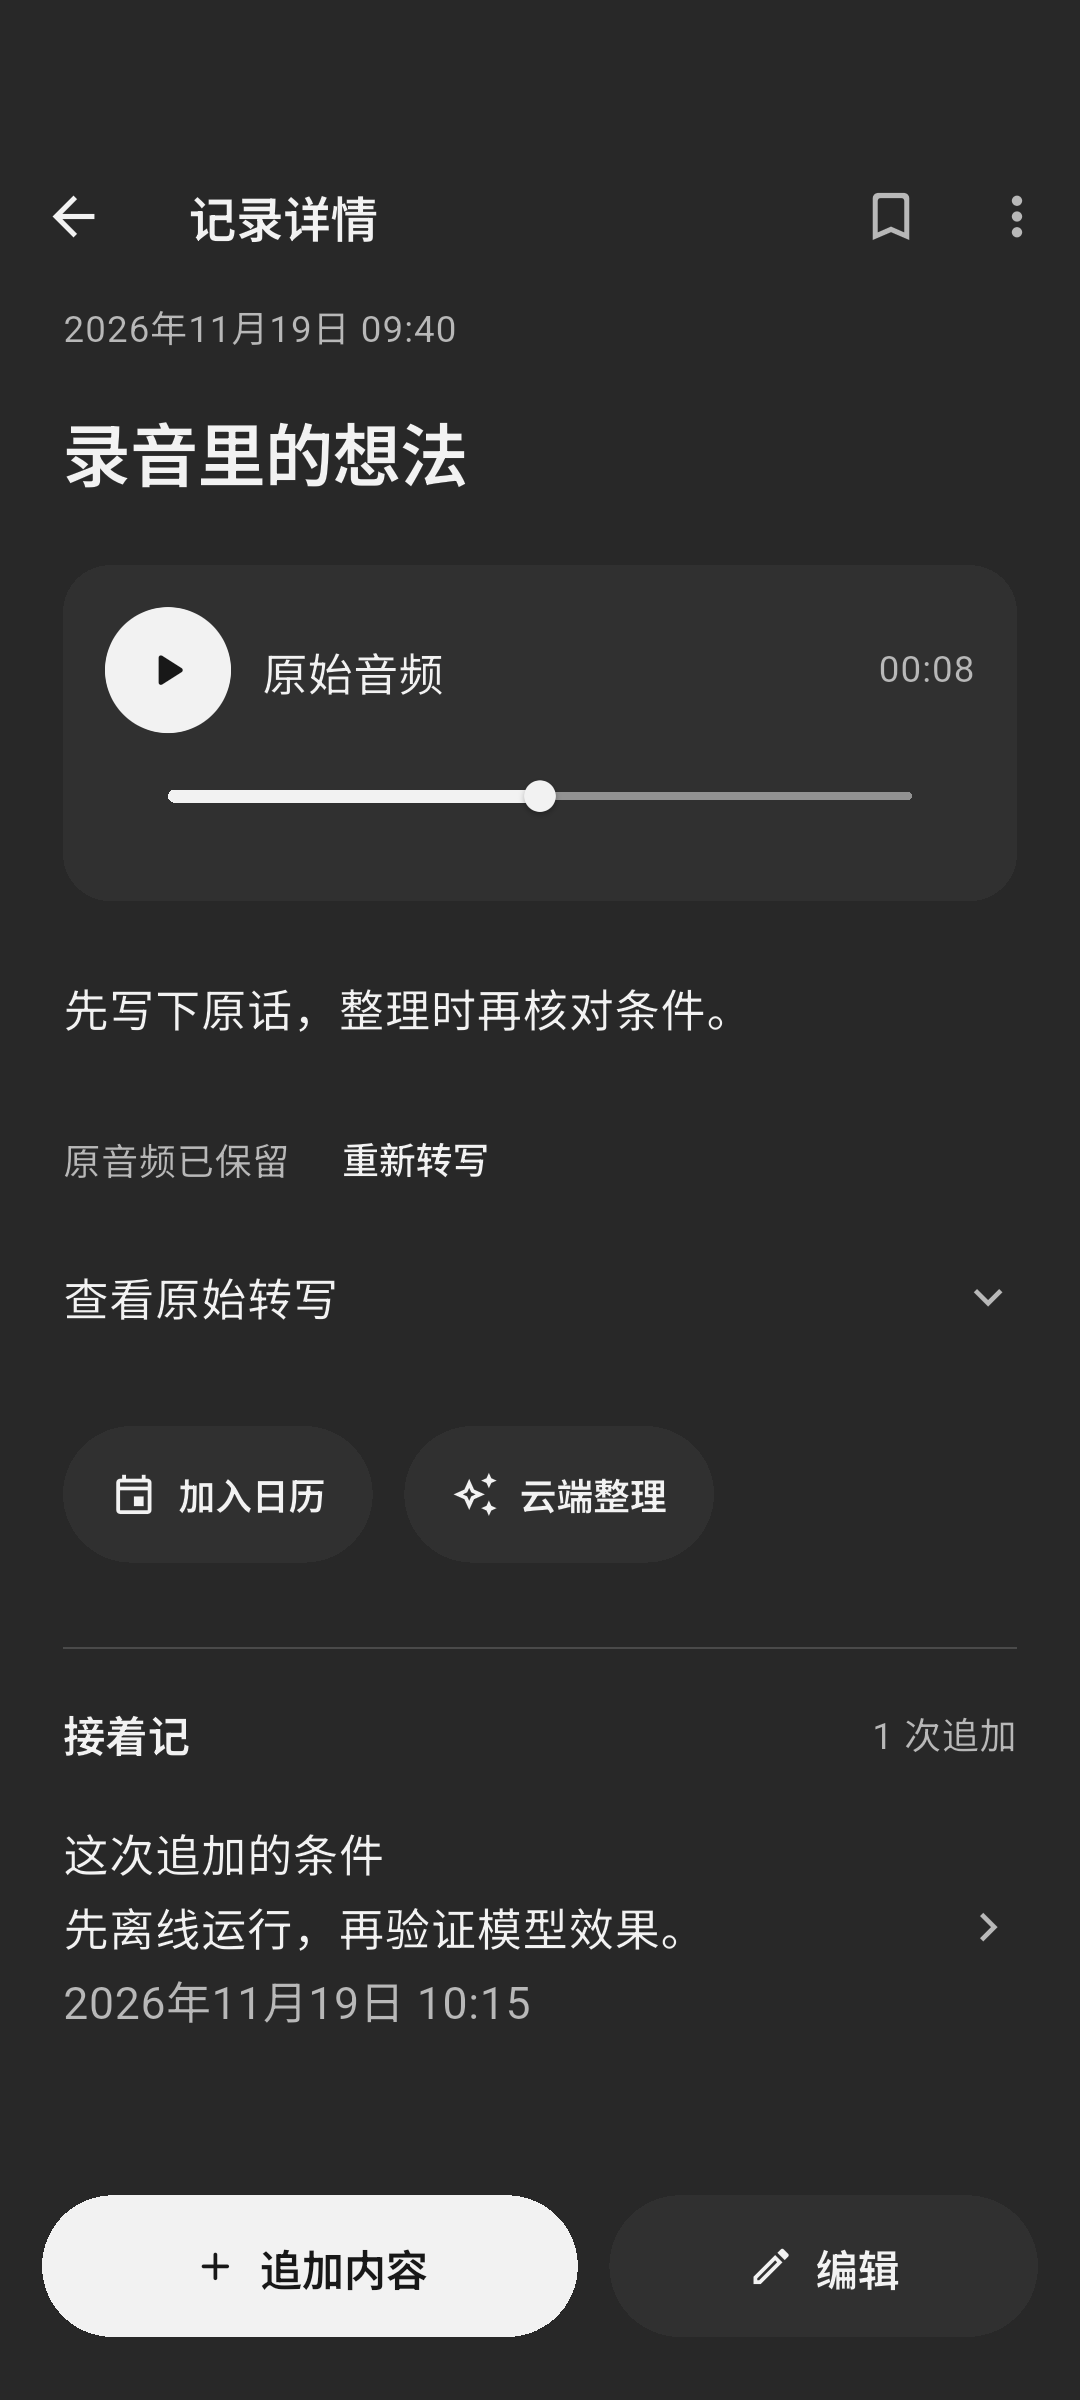 记录详情
2026年11月19日 09:40
录音里的想法
原始音频 00:08
先写下原话，整理时再核对条件。
原音频已保留 重新转写
查看原始转写
加入日历 云端整理
接着记 1 次追加
这次追加的条件
先离线运行，再验证模型效果。
2026年11月19日 10:15
追加内容 编辑